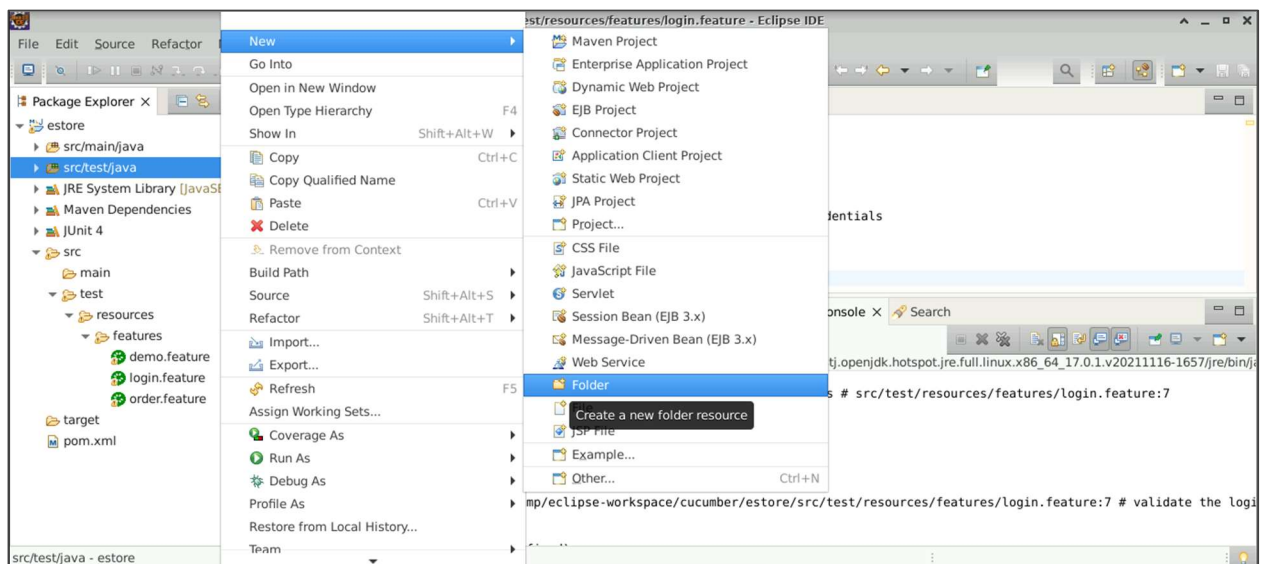 est/resources/features/login.feature - Eclipse IDE
File Edit Source Refactor
Package Explorer
estore
src/main/java
src/test/java
JRE System Library [JavaSE
Maven Dependencies
JUnit 4
src
main
test
resources
features
demo.feature
login.feature
order.feature
target
pom.xml
src/test/java - estore
New
Go Into
Open in New Window
Open Type Hierarchy F4
Show In Shift+Alt+W
Copy Ctrl+C
Copy Qualified Name
Paste Ctrl+V
Delete
Remove from Context
Build Path
Source Shift+Alt+S
Refactor Shift+Alt+T
Import...
Export...
Refresh F5
Assign Working Sets...
Coverage As
Run As
Debug As
Profile As
Restore from Local History...
Team
Maven Project
Enterprise Application Project
Dynamic Web Project
EJB Project
Connector Project
Application Client Project
Static Web Project
JPA Project
Project...
CSS File
JavaScript File
Servlet
Session Bean (EJB 3.x)
Message-Driven Bean (EJB 3.x)
Web Service
Folder
Create a new folder resource
JSP File
Example...
Other... Ctrl+N
dentials
onsole Search
tj.openjdk.hotspot.jre.full.linux.x86_64_17.0.1.v20211116-1657/jre/bin/ja
s # src/test/resources/features/login.feature:7
mp/eclipse-workspace/cucumber/estore/src/test/resources/features/login.feature:7 # validate the logi